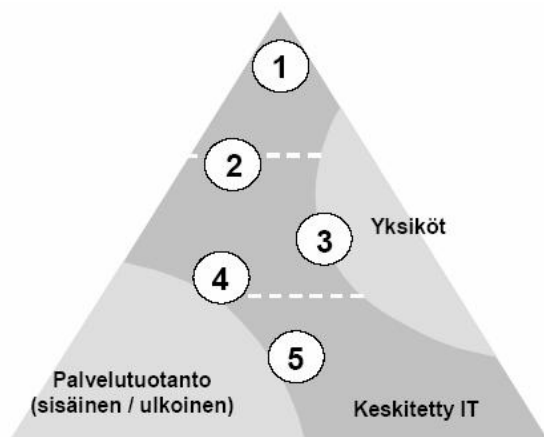 1
2
3
Yksiköt
4
5
Palvelutuotanto
(sisäinen / ulkoinen)
Keskitetty IT